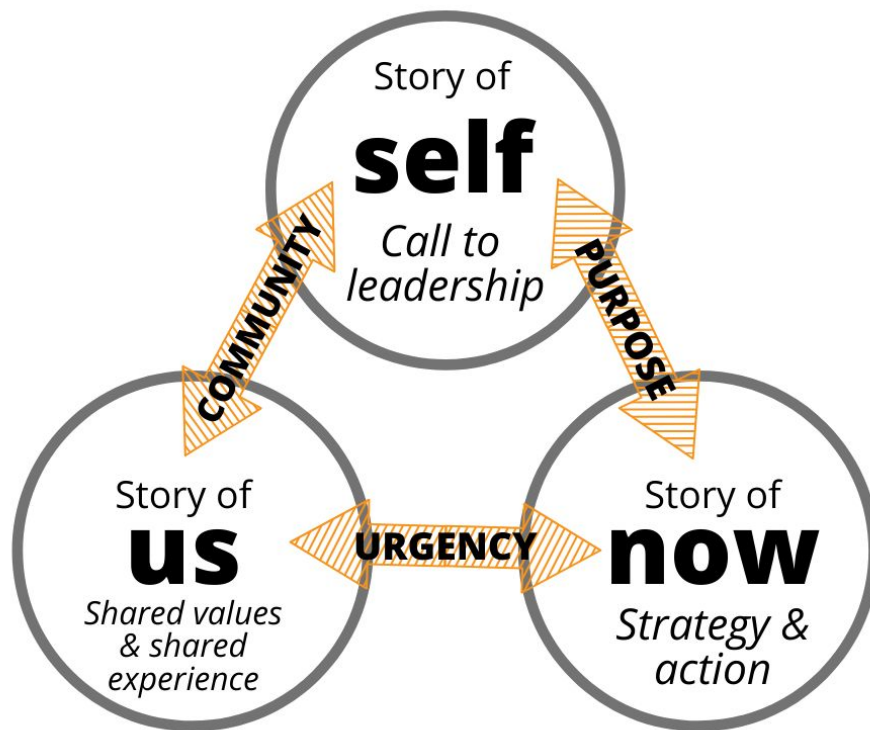 Story of
self
Call to
leadership
COMMUNITY
PURPOSE
Story of
us
Shared values
& shared
experience
URGENCY
Story of
now
Strategy &
action